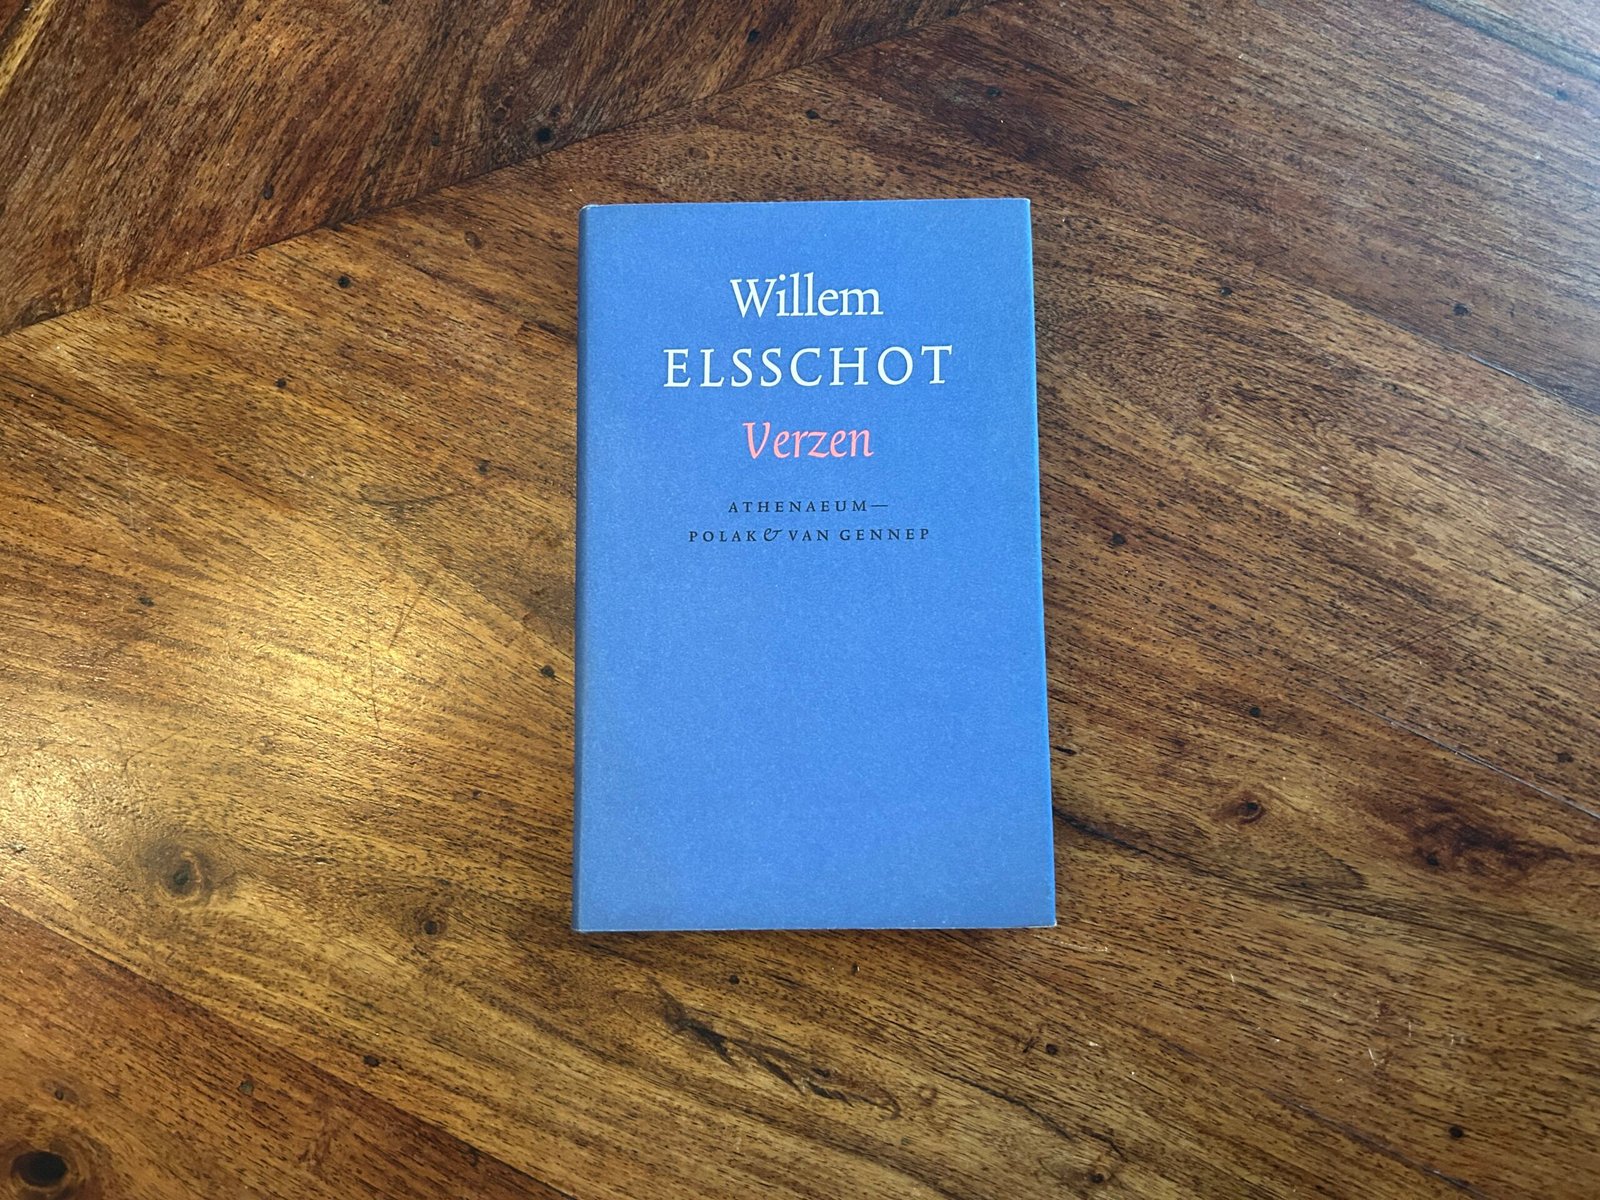 Willem
ELSSCHOT
Verzen
ATHENAEUM—
POLAK & VAN GENNEP